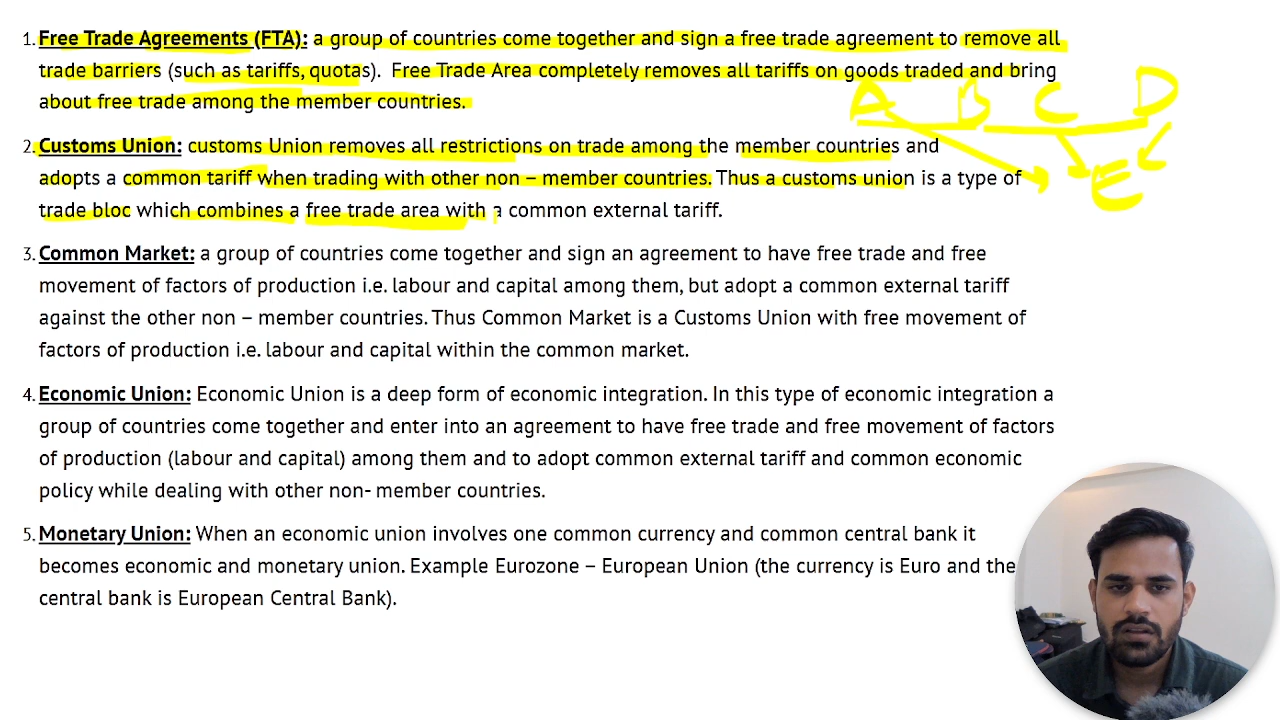 1. Free Trade Agreements (FTA): a group of countries come together and sign a free trade agreement to remove all
trade barriers (such as tariffs, quotas). Free Trade Area completely removes all tariffs on goods traded and bring
about free trade among the member countries.
A B C D
2. Customs Union: customs Union removes all restrictions on trade among the member countries and
adopts a common tariff when trading with other non – member countries. Thus a customs union is a type of
E
trade bloc which combines a free trade area with a common external tariff.
3. Common Market: a group of countries come together and sign an agreement to have free trade and free
movement of factors of production i.e. labour and capital among them, but adopt a common external tariff
against the other non – member countries. Thus Common Market is a Customs Union with free movement of
factors of production i.e. labour and capital within the common market.
4. Economic Union: Economic Union is a deep form of economic integration. In this type of economic integration a
group of countries come together and enter into an agreement to have free trade and free movement of factors
of production (labour and capital) among them and to adopt common external tariff and common economic
policy while dealing with other non- member countries.
5. Monetary Union: When an economic union involves one common currency and common central bank it
becomes economic and monetary union. Example Eurozone – European Union (the currency is Euro and the
central bank is European Central Bank).